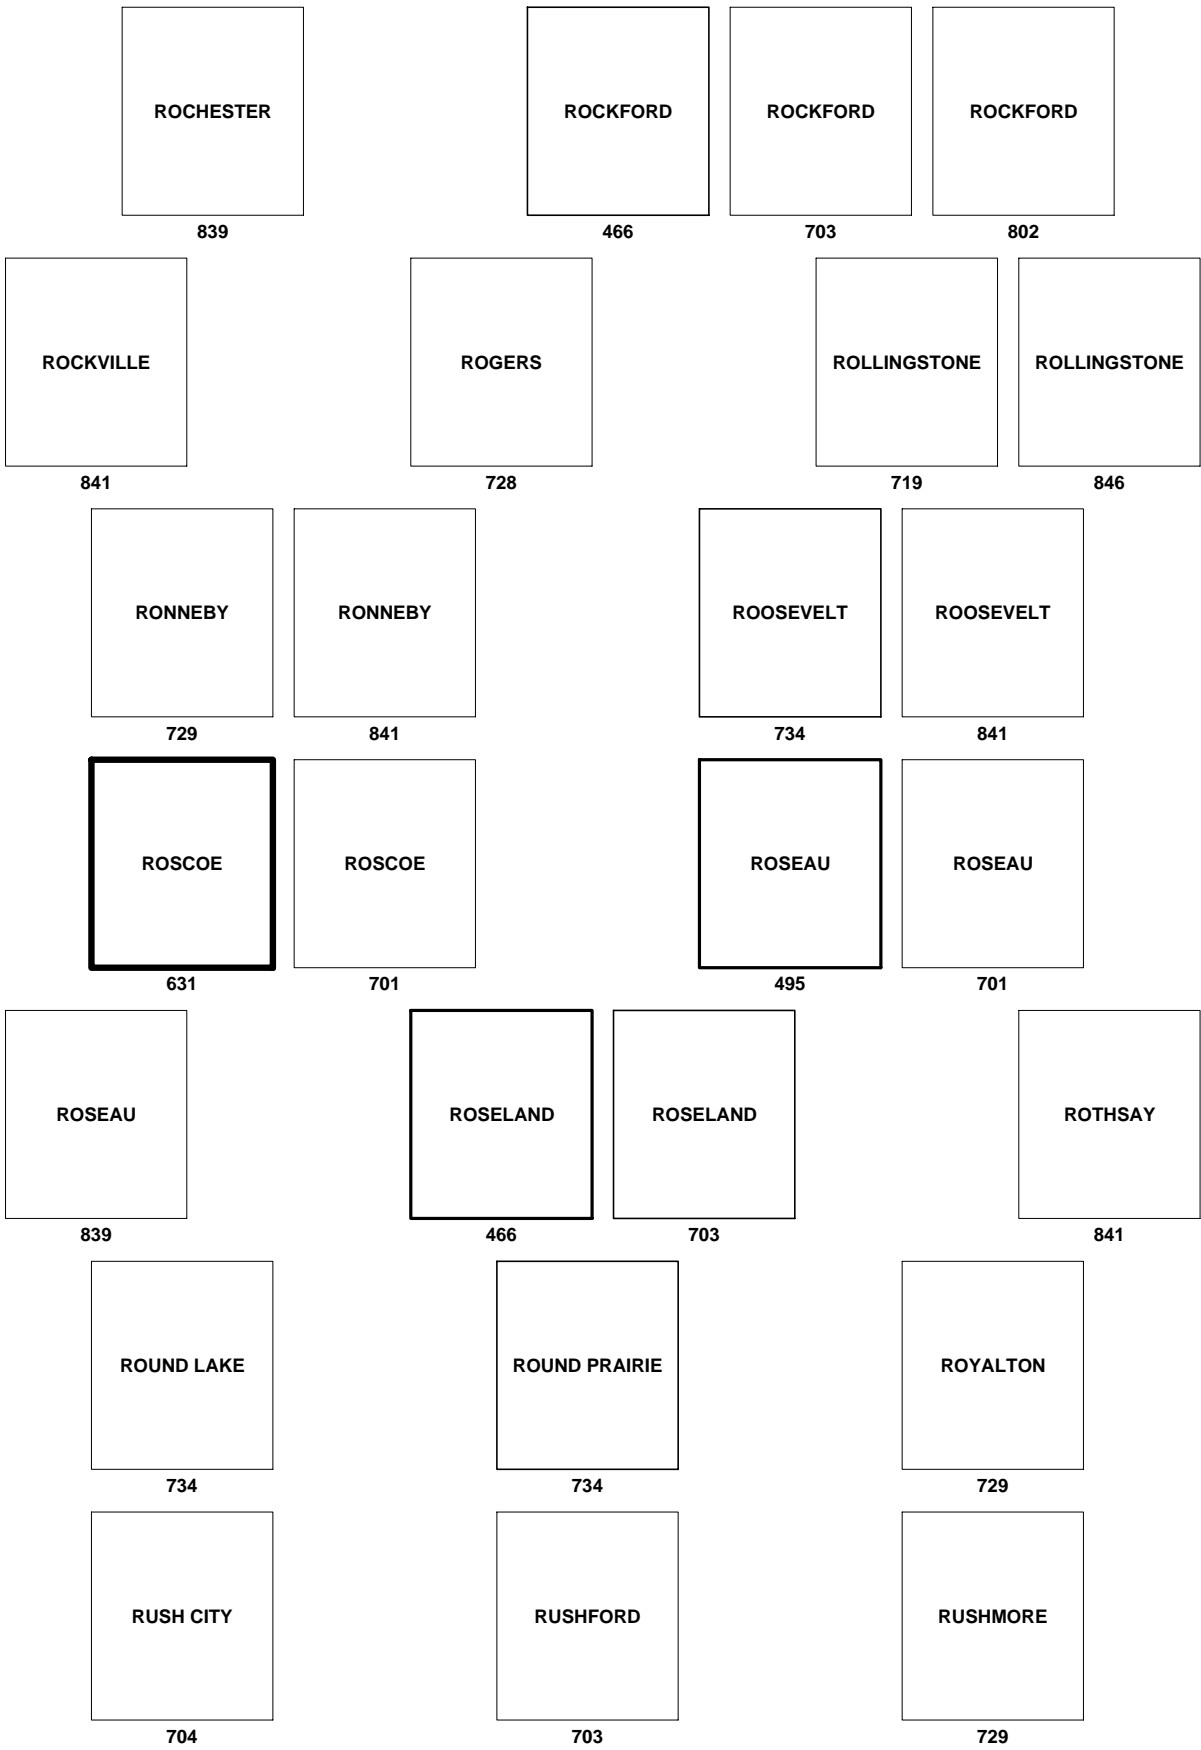 ROCHESTER ROCKFORD ROCKFORD ROCKFORD
839 466 703 802
ROCKVILLE ROGERS ROLLINGSTONE ROLLINGSTONE
841 728 719 846
RONNEBY RONNEBY ROOSEVELT ROOSEVELT
729 841 734 841
ROSCOE ROSCOE ROSEAU ROSEAU
631 701 495 701
ROSEAU ROSELAND ROSELAND ROTHSAY
839 466 703 841
ROUND LAKE ROUND PRAIRIE ROYALTON
734 734 729
RUSH CITY RUSHFORD RUSHMORE
704 703 729